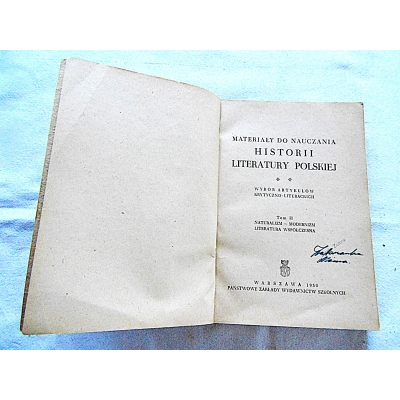 MATERIAŁY DO NAUCZANIA
HISTORII
LITERATURY POLSKIEJ
WYBÓR ARTYKUŁÓW
KRYTYCZNO-LITERACKICH
Tom II
NATURALIZM – MODERNIZM
LITERATURA WSPÓŁCZESNA
WARSZAWA 1950
PAŃSTWOWE ZAKŁADY WYDAWNICTW SZKOLNYCH